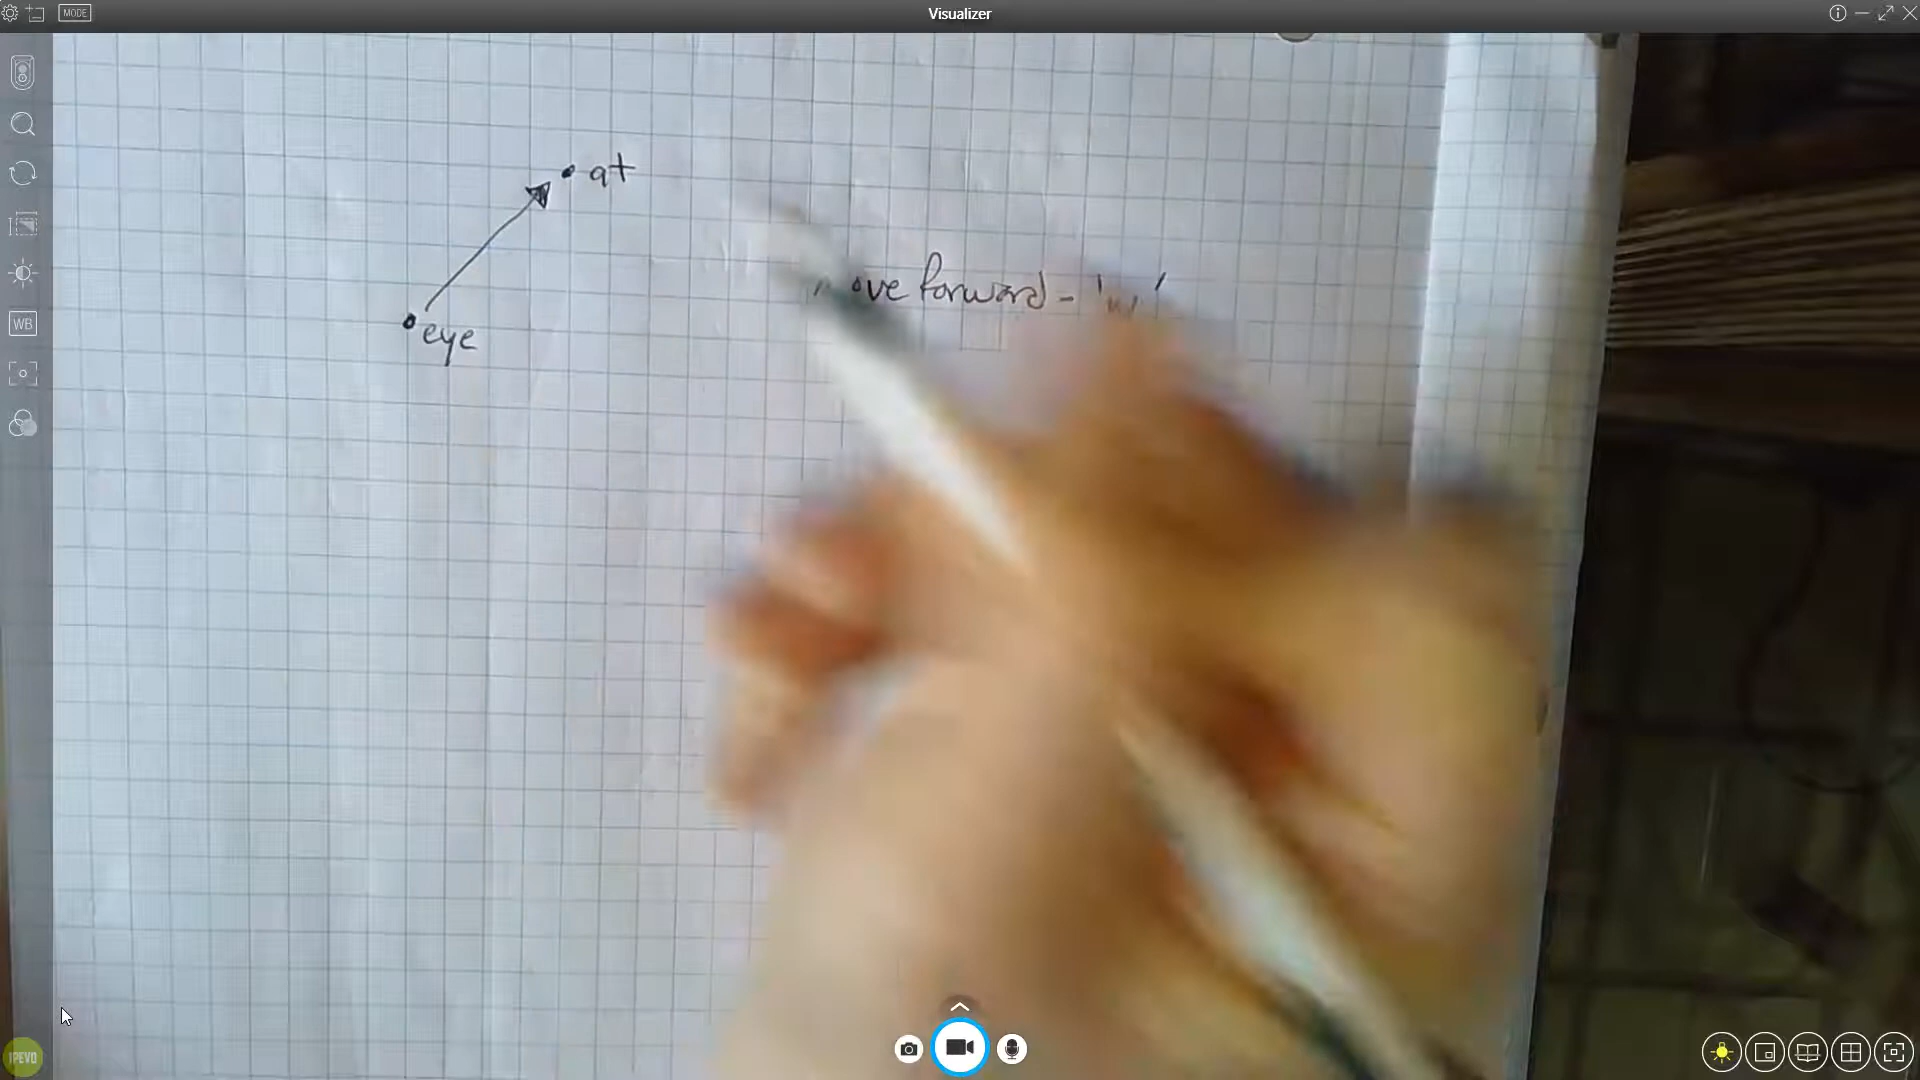 MODE
Visualizer
at
ove forward - 'w'
eye
WB
IPEVO